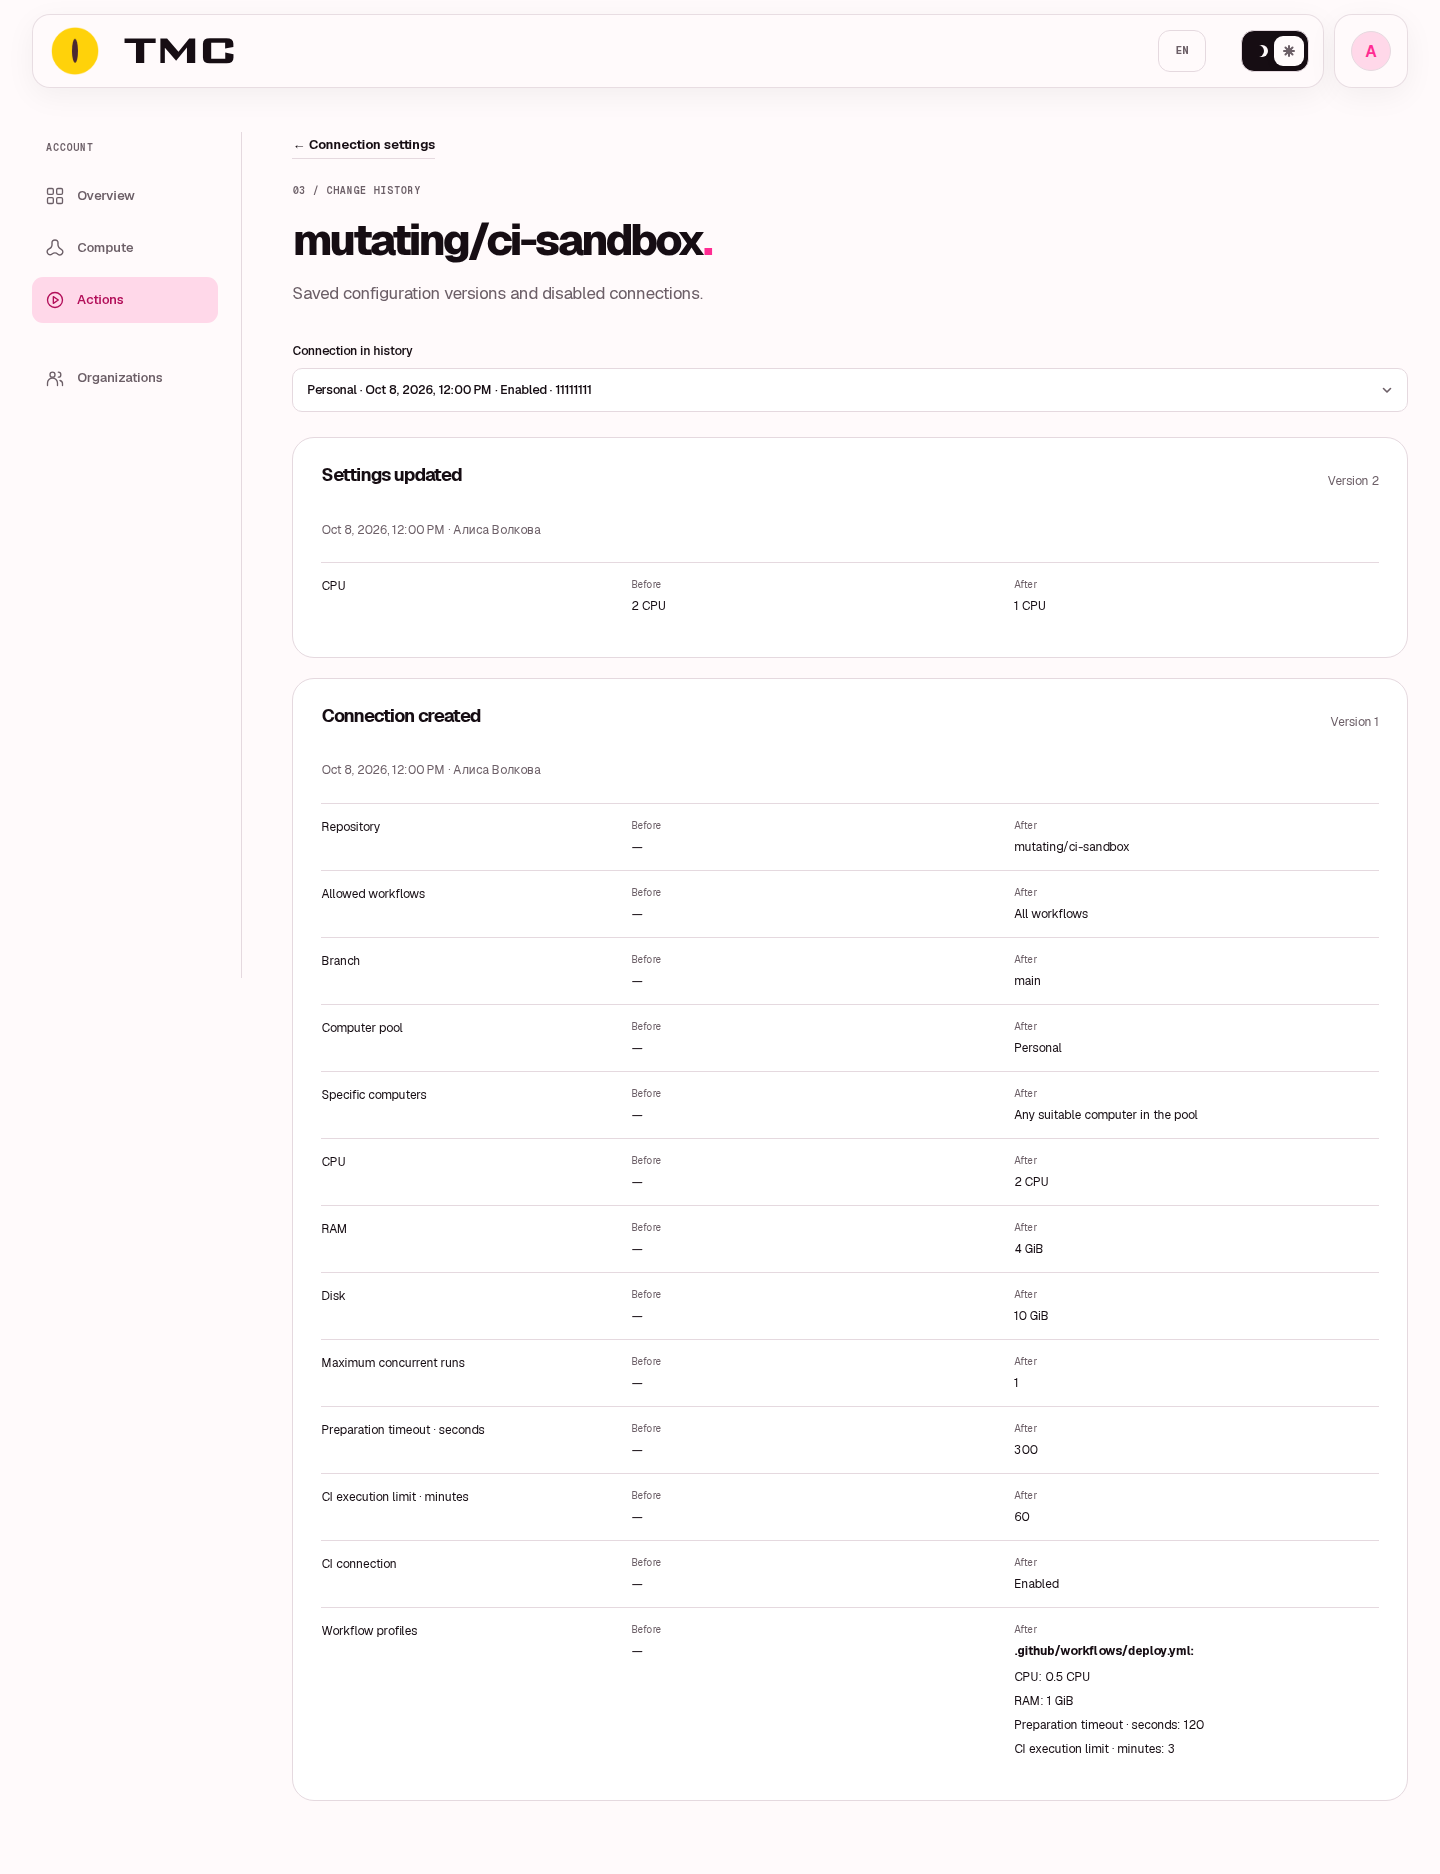 TMC
EN
A
ACCOUNT
Overview
Compute
Actions
Organizations
← Connection settings
03 / CHANGE HISTORY
mutating/ci-sandbox.
Saved configuration versions and disabled connections.
Connection in history
Personal · Oct 8, 2026, 12:00 PM · Enabled · 11111111
Settings updated
Version 2
Oct 8, 2026, 12:00 PM · Алиса Волкова
CPU
Before
2 CPU
After
1 CPU
Connection created
Version 1
Oct 8, 2026, 12:00 PM · Алиса Волкова
Repository
Before
—
After
mutating/ci-sandbox
Allowed workflows
Before
—
After
All workflows
Branch
Before
—
After
main
Computer pool
Before
—
After
Personal
Specific computers
Before
—
After
Any suitable computer in the pool
CPU
Before
—
After
2 CPU
RAM
Before
—
After
4 GiB
Disk
Before
—
After
10 GiB
Maximum concurrent runs
Before
—
After
1
Preparation timeout · seconds
Before
—
After
300
CI execution limit · minutes
Before
—
After
60
CI connection
Before
—
After
Enabled
Workflow profiles
Before
—
After
.github/workflows/deploy.yml:
CPU: 0.5 CPU
RAM: 1 GiB
Preparation timeout · seconds: 120
CI execution limit · minutes: 3